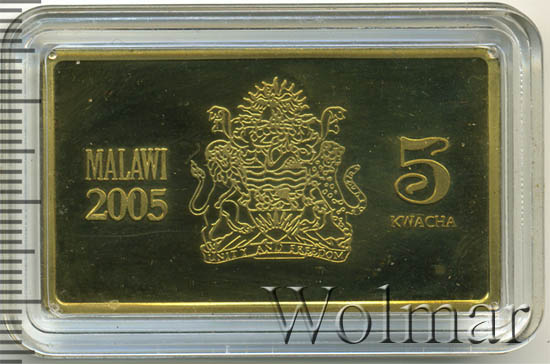 MALAWI
2005
5
KWACHA
UNITY AND FREEDOM
Wolmar